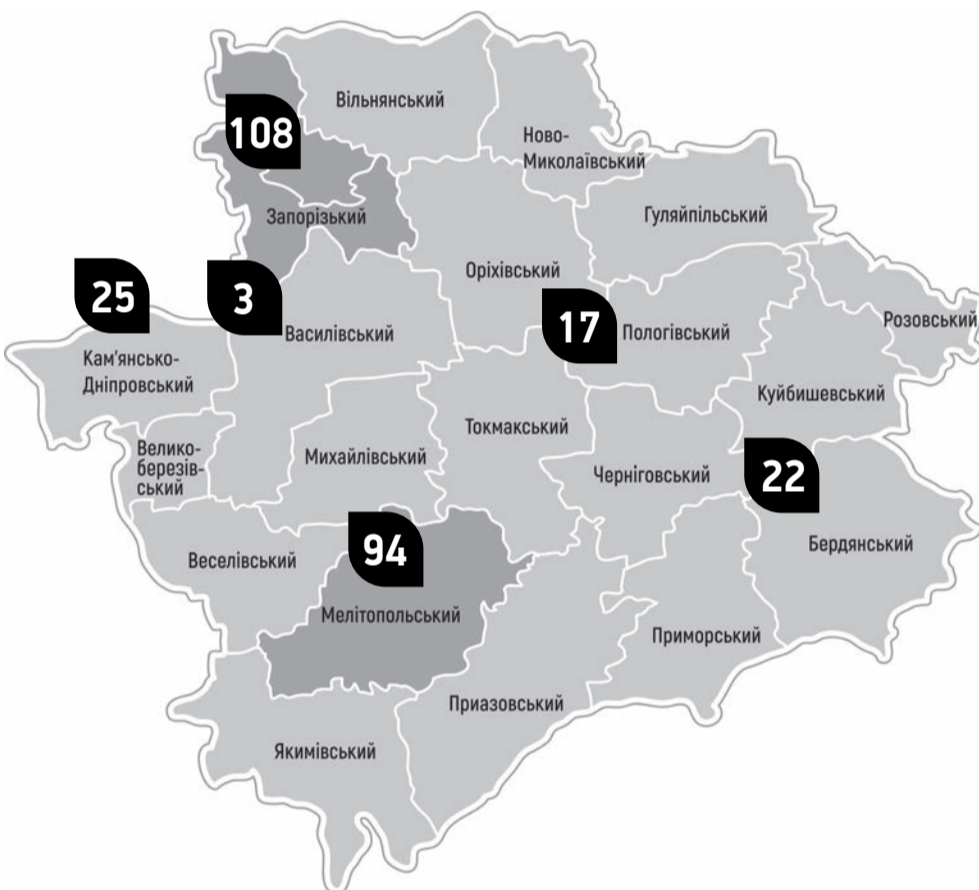 Вільнянський
108
Ново-
Миколаївський
Запорізький
Гуляйпільський
Оріхівський
25
3
17
Василівський
Пологівський
Розовський
Кам’янсько-
Дніпровський
Куйбишевський
Токмакський
Велико-
березів-
ський
Михайлівський
Черніговський
22
94
Веселівський
Бердянський
Мелітопольський
Приморський
Приазовський
Якимівський